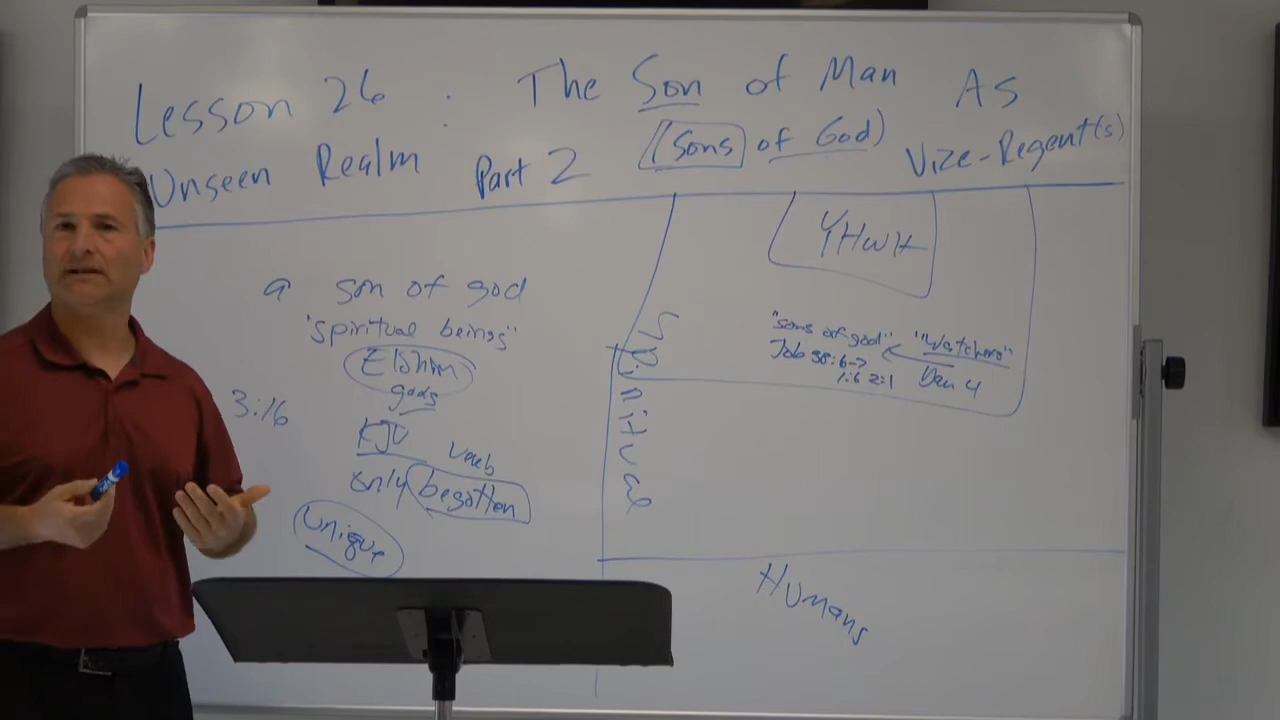 Lesson 26 : The Son of Man As
Unseen Realm Part 2 (Sons of God) Vize-Regent(s)
a son of god
"spiritual beings"
Elohim
gods
3:16
KJV
verb
only begotten
unique
Spiritual
YHWH
"sons of god" "Watchers"
Job 38:6-7 Dan 4
1:6 2:1
Humans